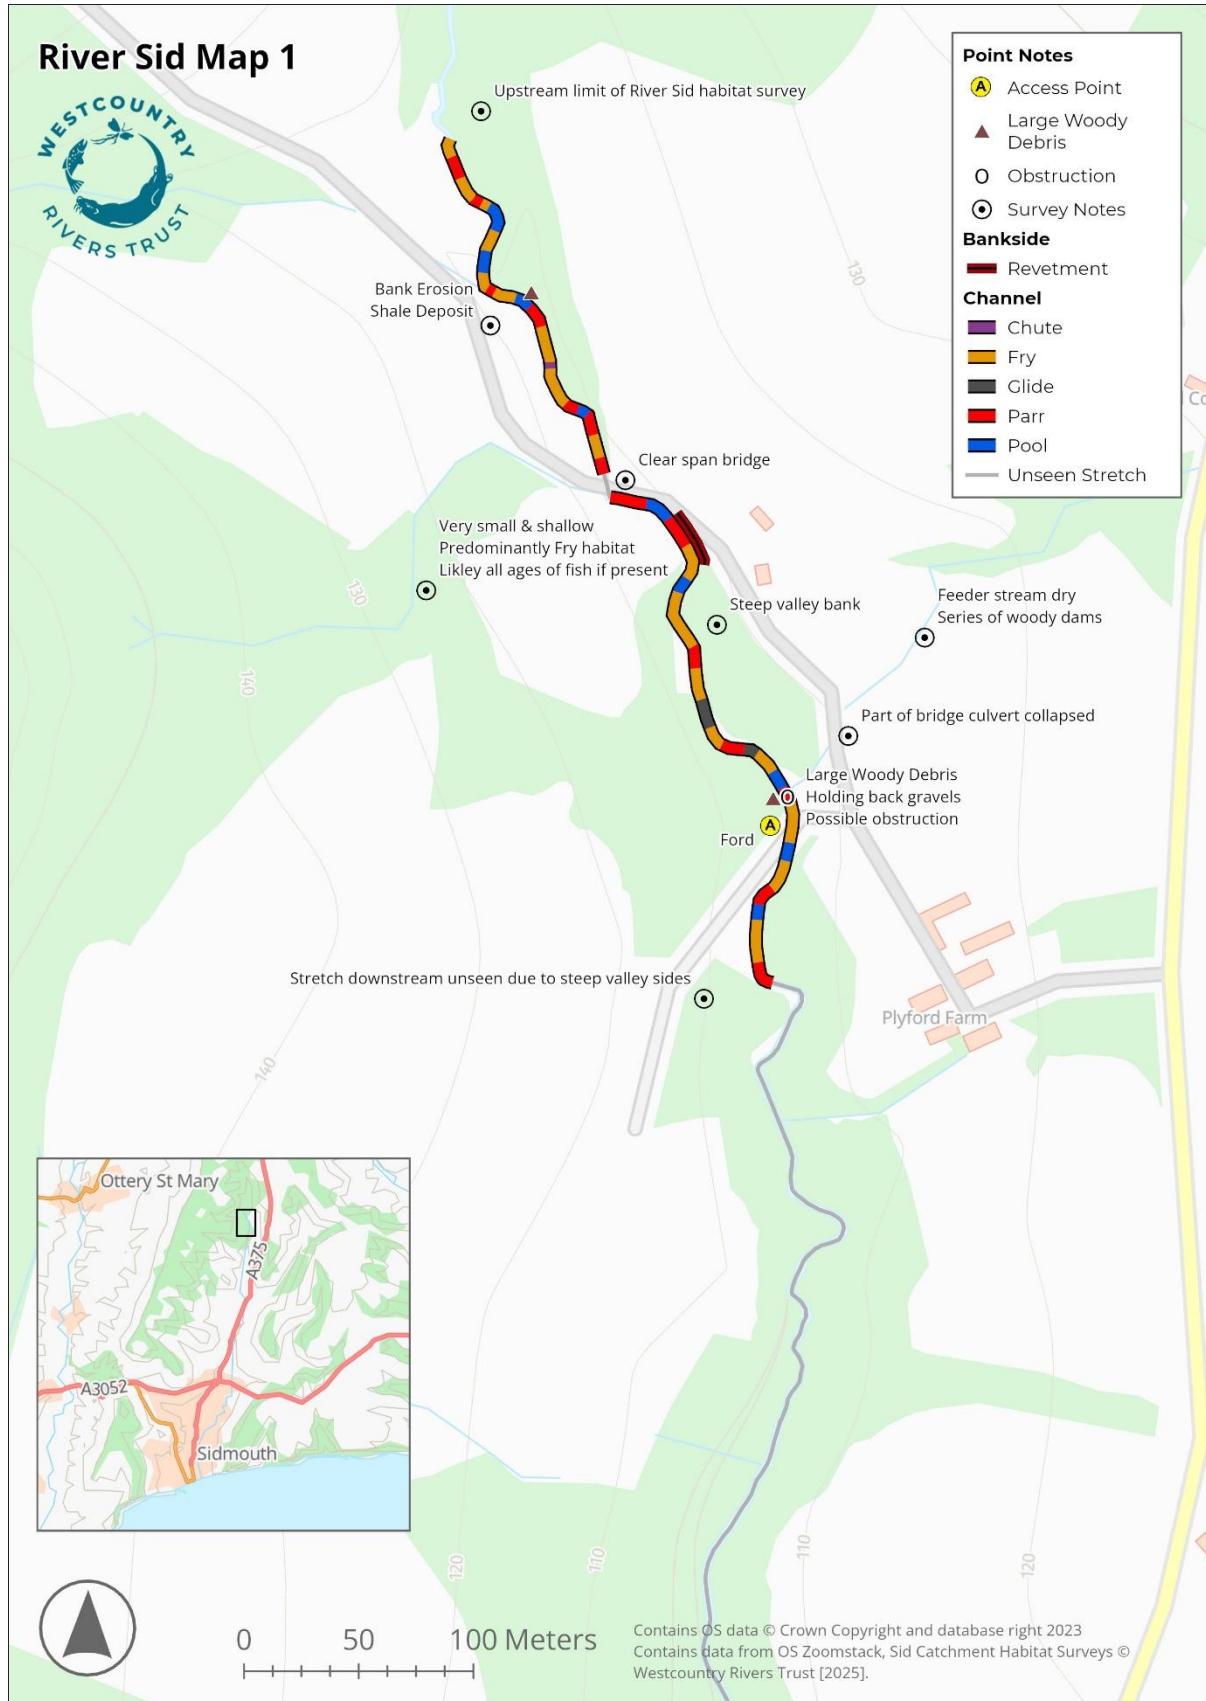 River Sid Map 1
WESTCOUNTRY
RIVERS TRUST
Upstream limit of River Sid habitat survey
Point Notes
A Access Point
Large Woody
Debris
O Obstruction
Survey Notes
Bankside
Revetment
Channel
Chute
Fry
Glide
Parr
Pool
Unseen Stretch
130
Bank Erosion
Shale Deposit
Co
Clear span bridge
Very small & shallow
Predominantly Fry habitat
Likley all ages of fish if present
130
Steep valley bank
Feeder stream dry
Series of woody dams
140
Part of bridge culvert collapsed
Large Woody Debris
Holding back gravels
Possible obstruction
O
A
Ford
Stretch downstream unseen due to steep valley sides
Plyford Farm
140
Ottery St Mary
A375
A3052
Sidmouth
120
110
110
120
0 50 100 Meters
Contains OS data © Crown Copyright and database right 2023
Contains data from OS Zoomstack, Sid Catchment Habitat Surveys ©
Westcountry Rivers Trust [2025].